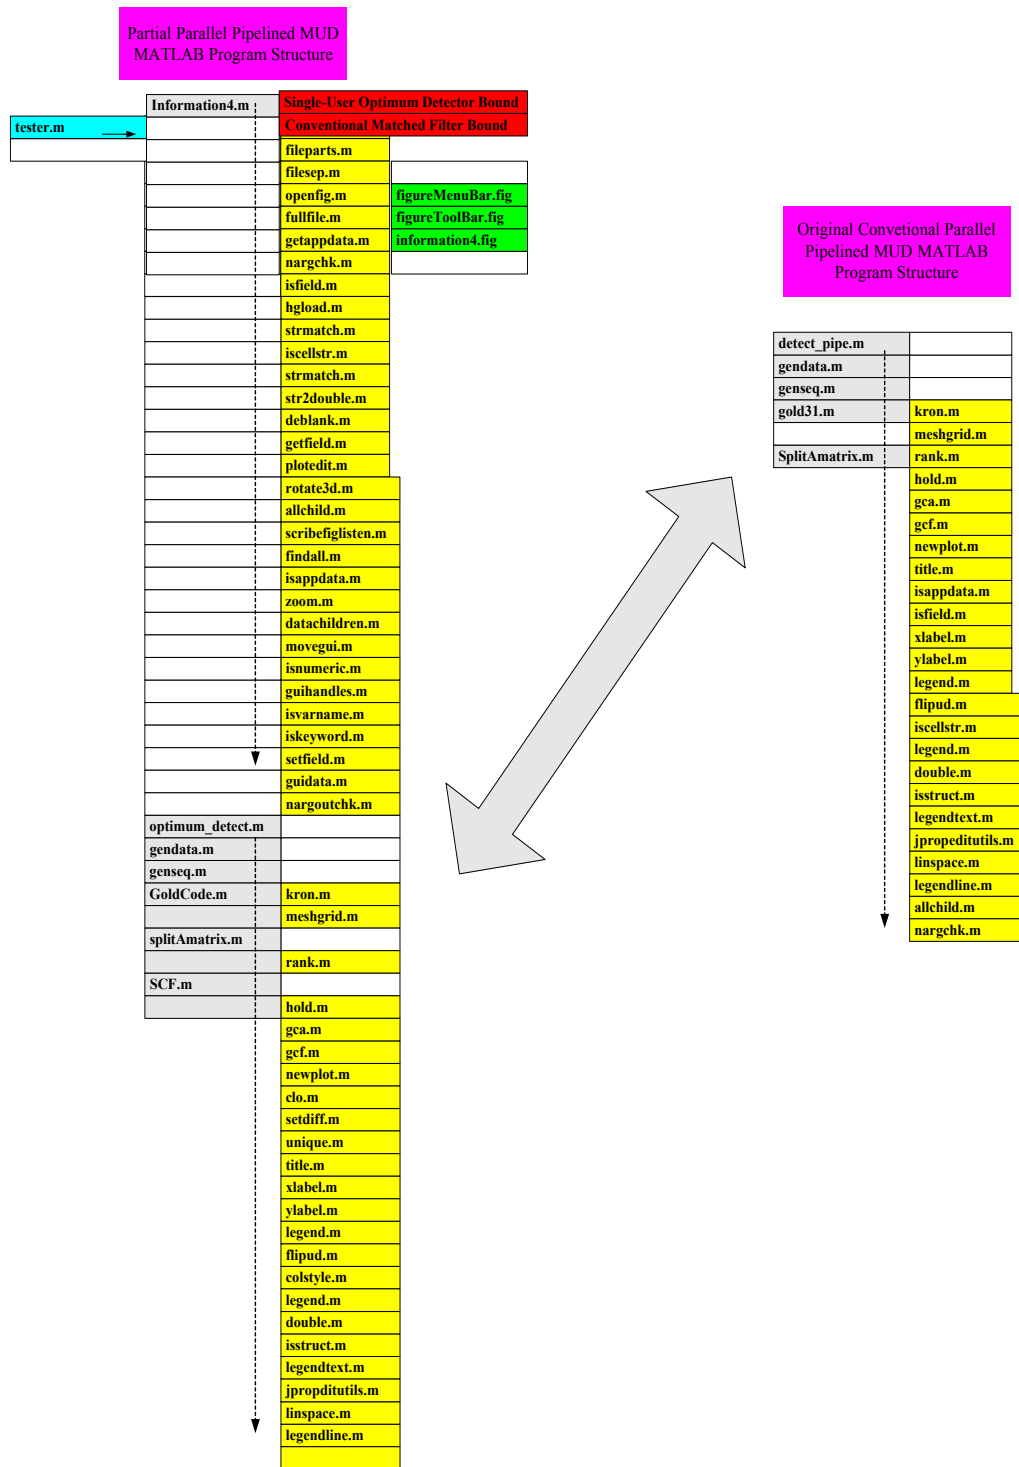 Partial Parallel Pipelined MUD
MATLAB Program Structure
Information4.m
Single-User Optimum Detector Bound
Conventional Matched Filter Bound
tester.m
fileparts.m
filesep.m
openfig.m
figureMenuBar.fig
fullfile.m
figureToolBar.fig
getappdata.m
information4.fig
nargchk.m
isfield.m
hgload.m
strmatch.m
iscellstr.m
strmatch.m
str2double.m
deblank.m
getfield.m
plotedit.m
rotate3d.m
allchild.m
scribefiglisten.m
findall.m
isappdata.m
zoom.m
datachildren.m
movegui.m
isnumeric.m
guihandles.m
isvarname.m
iskeyword.m
setfield.m
guidata.m
nargoutchk.m
optimum_detect.m
gendata.m
genseq.m
GoldCode.m
kron.m
meshgrid.m
splitAmatrix.m
rank.m
SCF.m
hold.m
gca.m
gcf.m
newplot.m
clo.m
setdiff.m
unique.m
title.m
xlabel.m
ylabel.m
legend.m
flipud.m
colstyle.m
legend.m
double.m
isstruct.m
legendtext.m
jpropditutils.m
linspace.m
legendline.m
Original Convetional Parallel
Pipelined MUD MATLAB
Program Structure
detect_pipe.m
gendata.m
genseq.m
gold31.m
kron.m
meshgrid.m
SplitAmatrix.m
rank.m
hold.m
gca.m
gcf.m
newplot.m
title.m
isappdata.m
isfield.m
xlabel.m
ylabel.m
legend.m
flipud.m
iscellstr.m
legend.m
double.m
isstruct.m
legendtext.m
jpropeditutils.m
linspace.m
legendline.m
allchild.m
nargchk.m